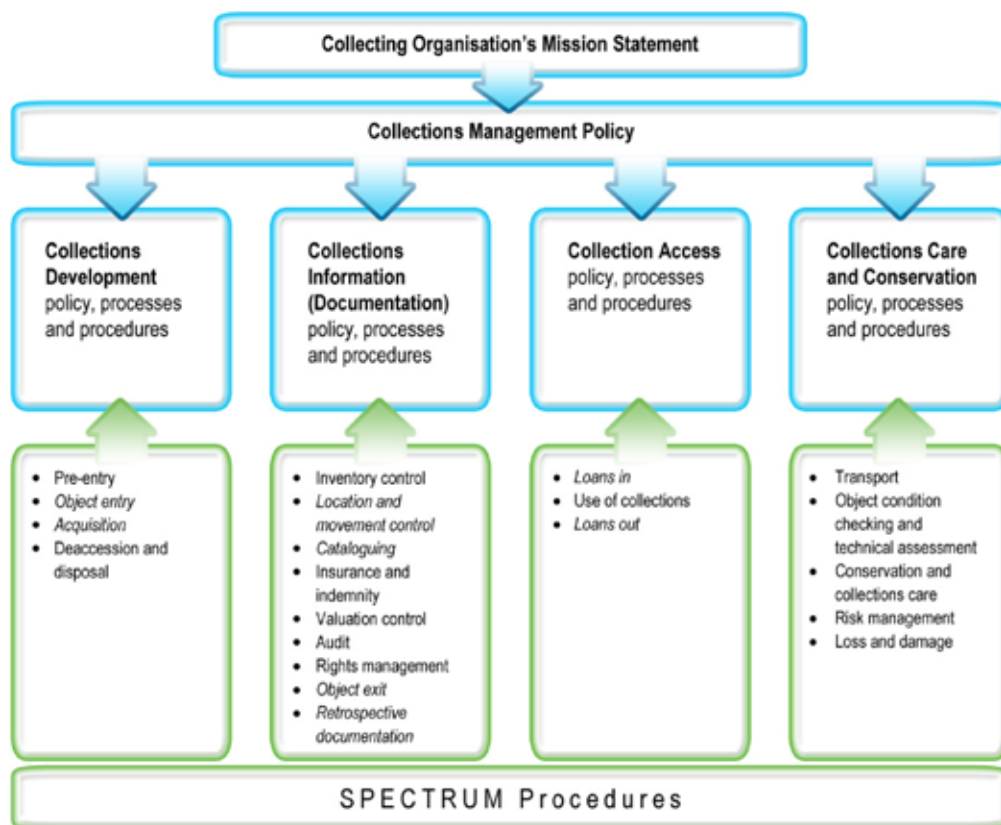 Collecting Organisation's Mission Statement
Collections Management Policy
Collections
Development
policy, processes
and procedures
Collections
Information
(Documentation)
policy, processes
and procedures
Collection Access
policy, processes
and procedures
Collections Care
and Conservation
policy, processes
and procedures
• Pre-entry
• Object entry
• Acquisition
• Deaccession and
disposal
• Inventory control
• Location and
movement control
• Cataloguing
• Insurance and
indemnity
• Valuation control
• Audit
• Rights management
• Object exit
• Retrospective
documentation
• Loans in
• Use of collections
• Loans out
• Transport
• Object condition
checking and
technical assessment
• Conservation and
collections care
• Risk management
• Loss and damage
SPECTRUM Procedures